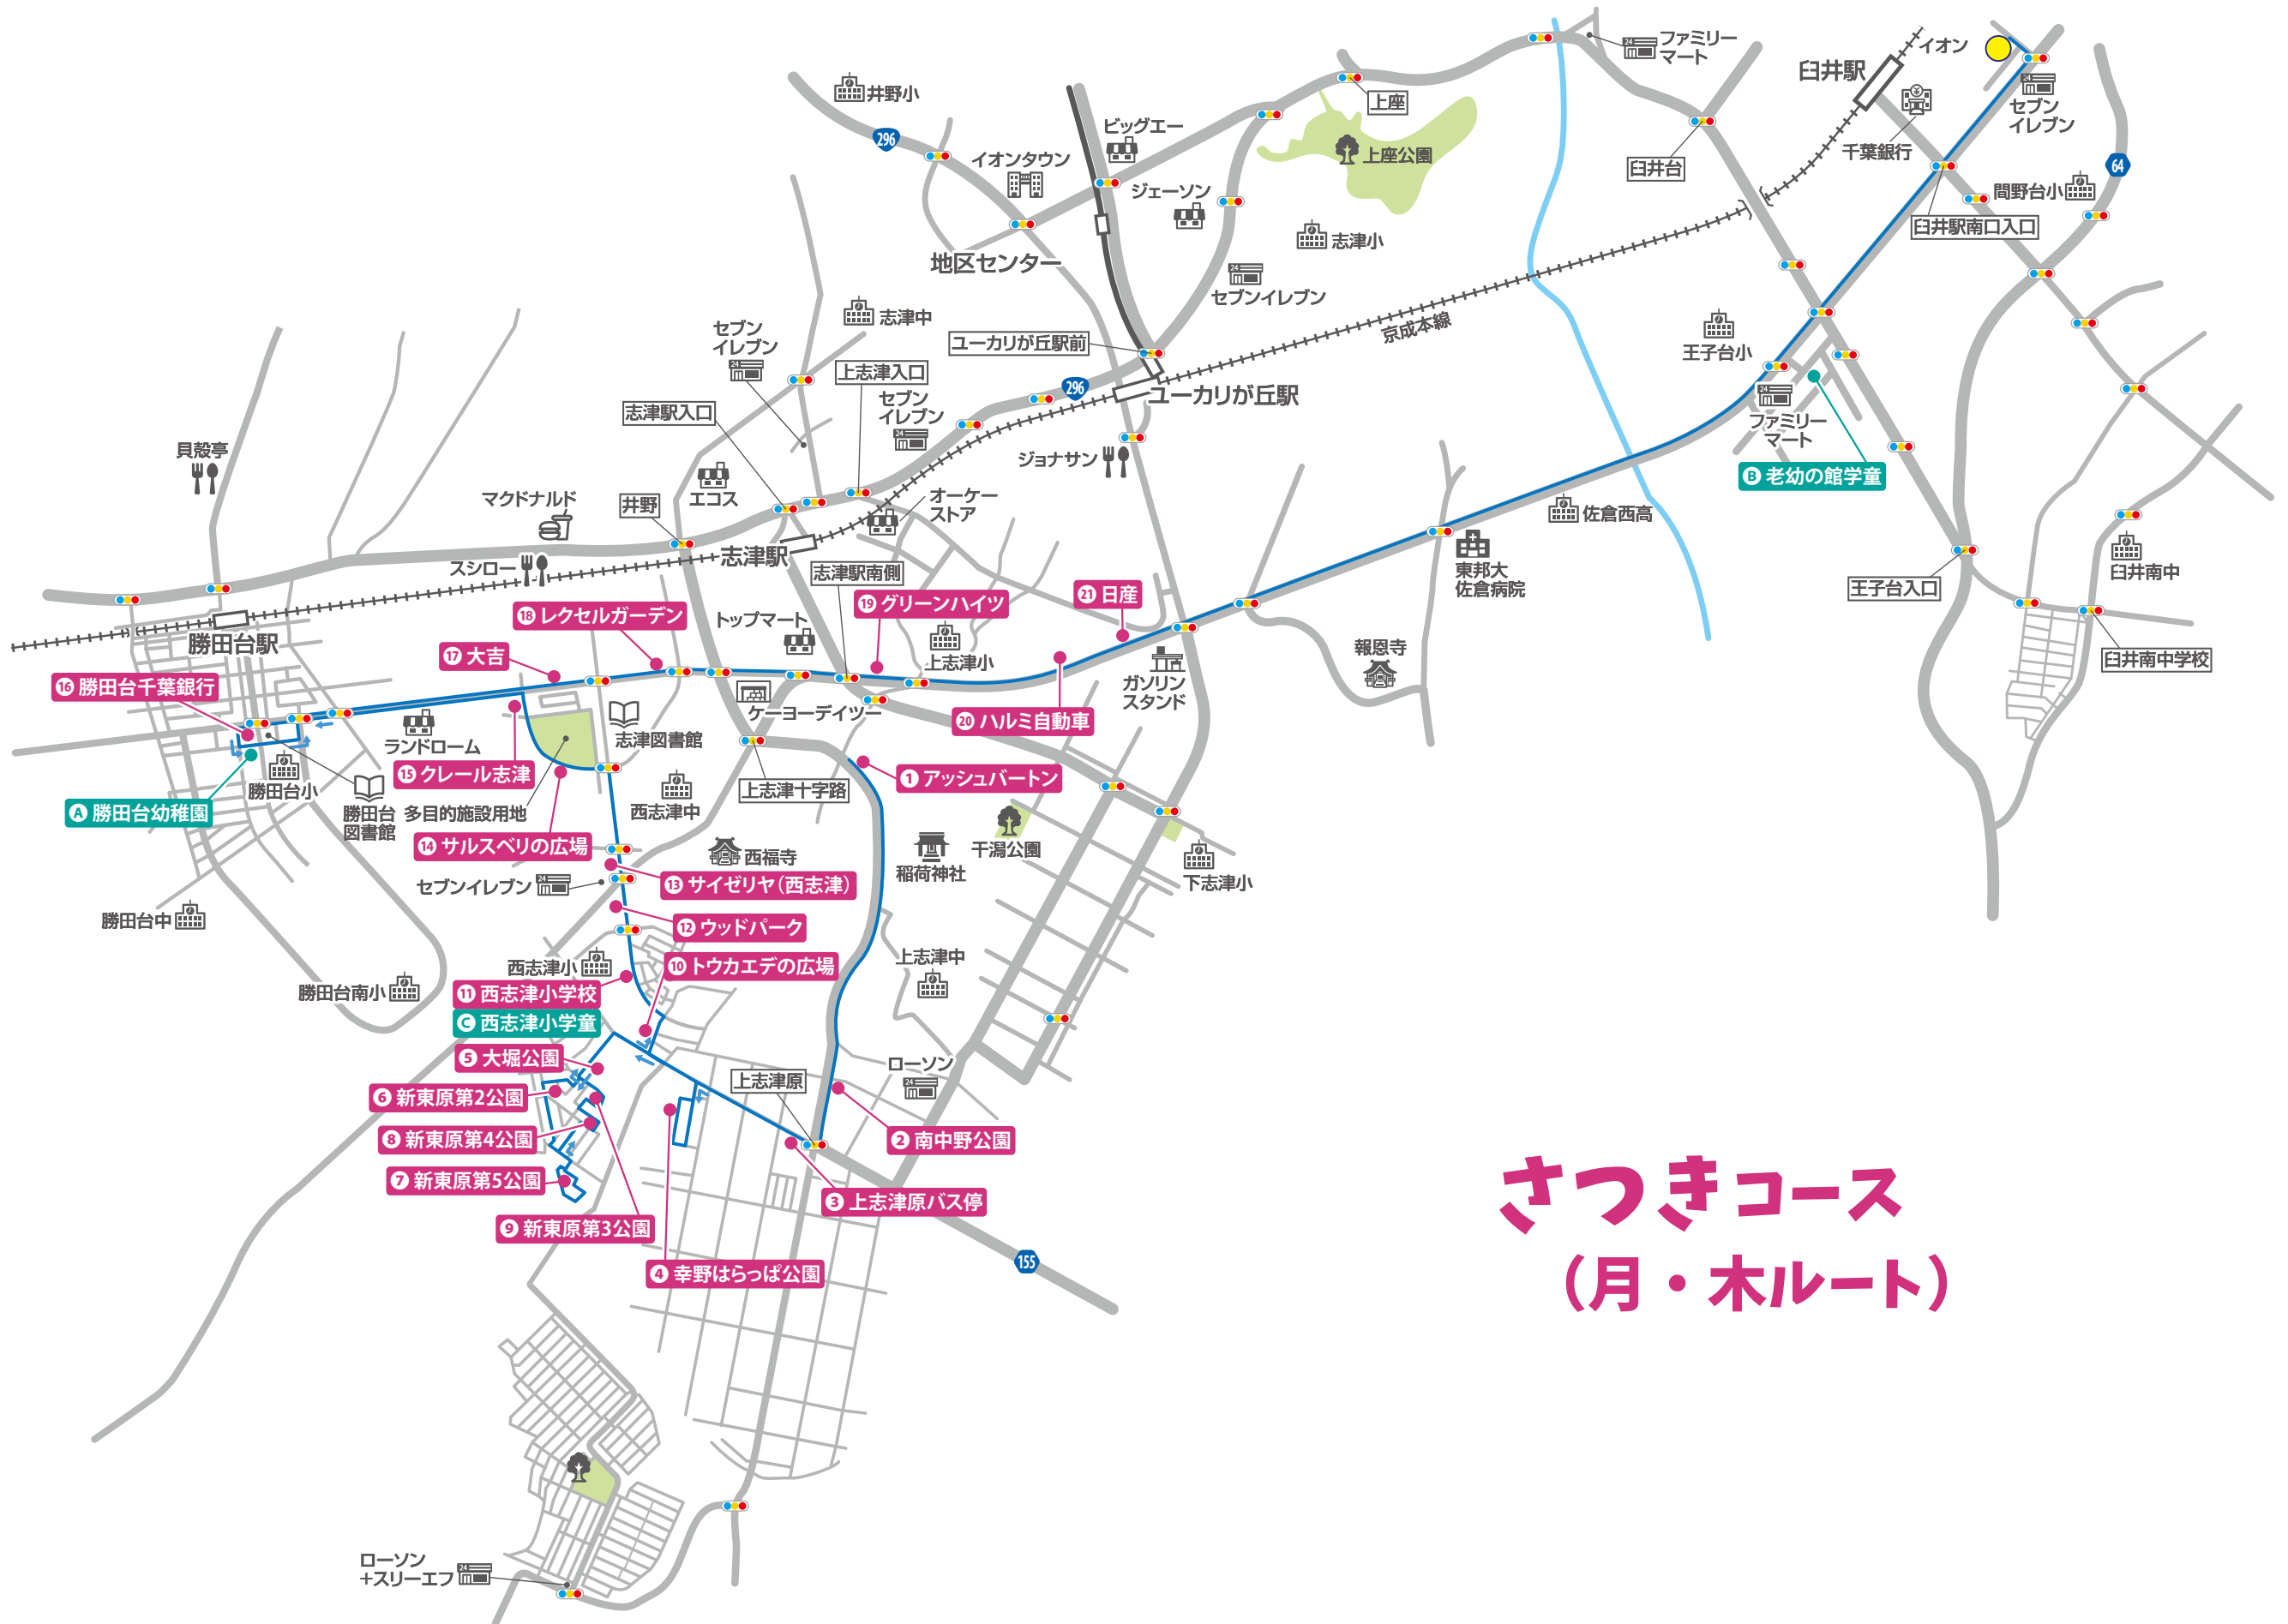 ファミリー
マート
臼井駅
イオン
セブン
イレブン
井野小
296
上座
ビッグエー
イオンタウン
上座公園
臼井台
千葉銀行
64
ジェーソン
間野台小
臼井駅南口入口
志津小
地区センター
セブンイレブン
志津中
セブン
イレブン
ユーカリが丘駅前
京成本線
王子台小
上志津入口
296
ユーカリが丘駅
セブン
イレブン
志津駅入口
ファミリー
マート
貝殻亭
ジョナサン
B 老幼の館学童
エコス
オーケー
ストア
マクドナルド
井野
佐倉西高
志津駅
スシロー
志津駅南側
東邦大
佐倉病院
臼井南中
王子台入口
21 日産
19 グリーンハイツ
18 レクセルガーデン
トップマート
勝田台駅
17 大吉
上志津小
報恩寺
臼井南中学校
16 勝田台千葉銀行
ガソリン
スタンド
ケーヨーデイツー
20 ハルミ自動車
ランドローム
志津図書館
15 クレール志津
1 アッシュバートン
勝田台小
上志津十字路
A 勝田台幼稚園
勝田台
図書館
多目的施設用地
西志津中
14 サルスベリの広場
西福寺
干潟公園
稲荷神社
下志津小
セブンイレブン
13 サイゼリヤ（西志津）
勝田台中
12 ウッドパーク
上志津中
西志津小
10 トウカエデの広場
勝田台南小
11 西志津小学校
C 西志津小学童
5 大堀公園
ローソン
上志津原
6 新東原第2公園
8 新東原第4公園
2 南中野公園
7 新東原第5公園
3 上志津原バス停
9 新東原第3公園
155
4 幸野はらっぱ公園
さつきコース
（月・木ルート）
ローソン
+スリーエフ